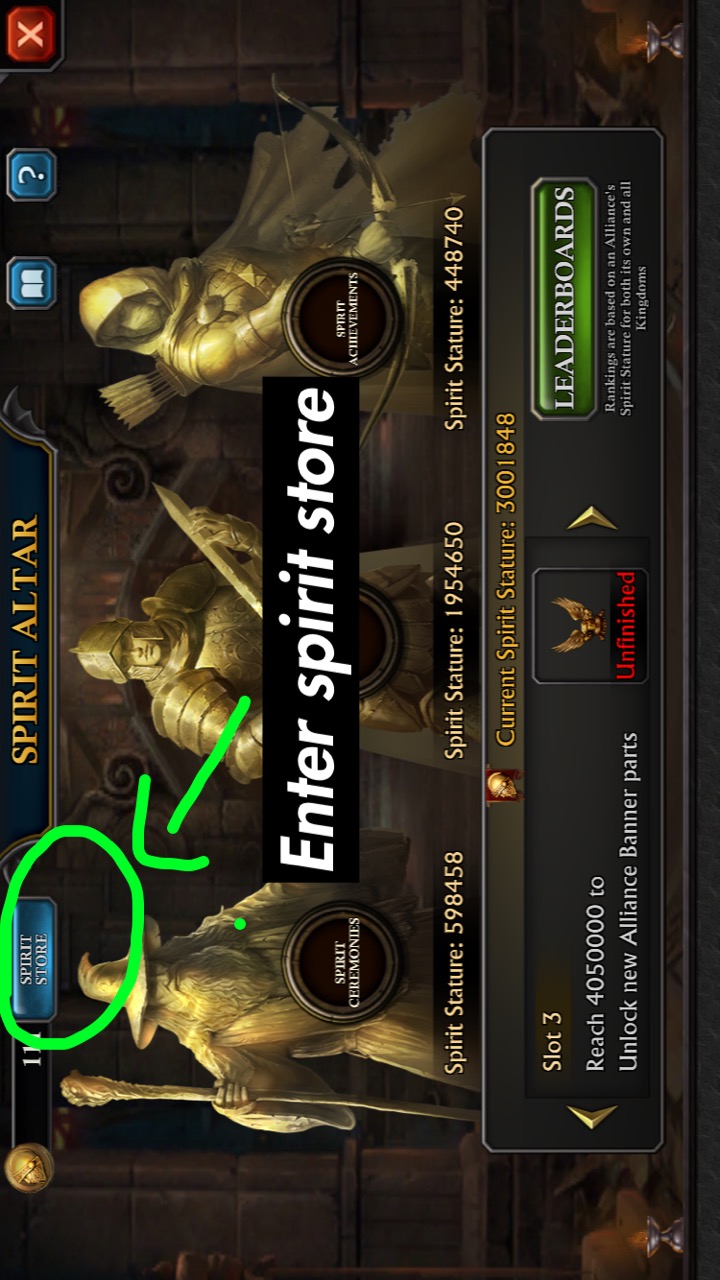 111
SPIRIT
STORE
SPIRIT ALTAR
?
X
Enter spirit store
SPIRIT
CEREMONIES
SPIRIT
ACHIEVEMENTS
Spirit Stature: 598458
Spirit Stature: 1954650
Spirit Stature: 448740
Current Spirit Stature: 3001848
Slot 3
Reach 4050000 to
Unlock new Alliance Banner parts
Unfinished
LEADERBOARDS
Rankings are based on an Alliance's
Spirit Stature for both its own and all
Kingdoms